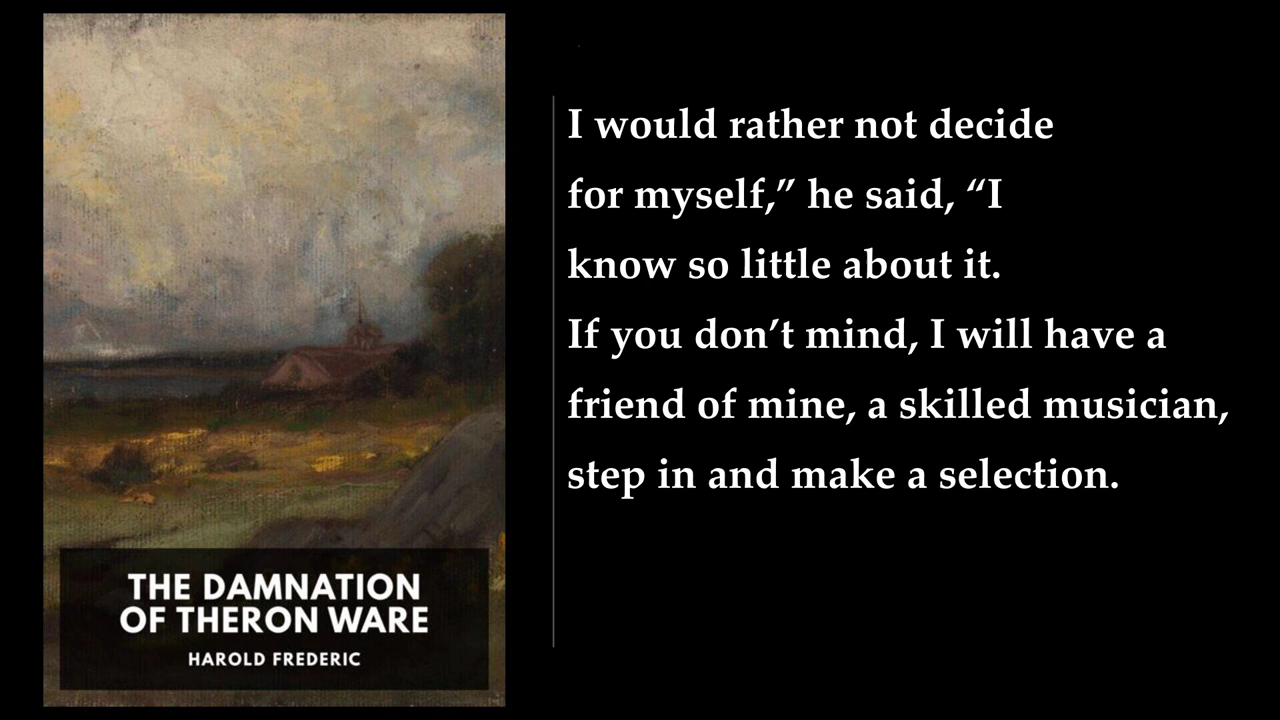 I would rather not decide
for myself,” he said, “I
know so little about it.
If you don’t mind, I will have a
friend of mine, a skilled musician,
step in and make a selection.
THE DAMNATION
OF THERON WARE
HAROLD FREDERIC